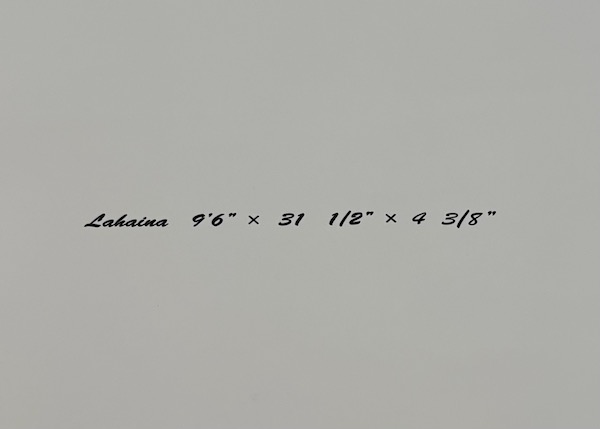 Lahaina 9'6" × 31 1/2" × 4 3/8"